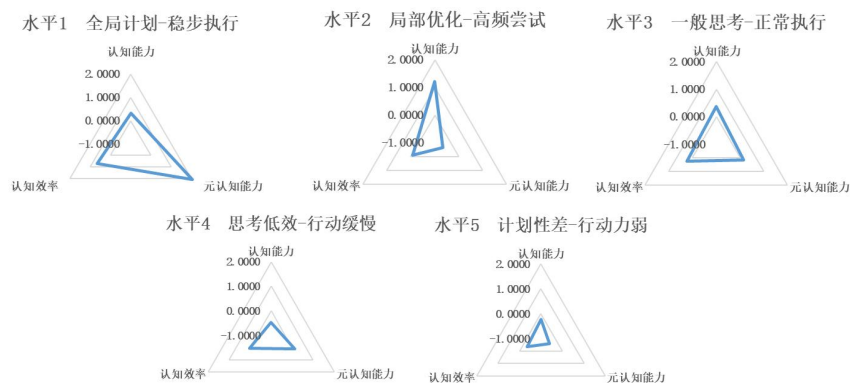 水平1 全局计划-稳步执行
认知能力
2.0000
1.0000
0.0000
-1.0000
认知效率
元认知能力
水平2 局部优化-高频尝试
认知能力
2.0000
1.0000
0.0000
-1.0000
认知效率
元认知能力
水平3 一般思考-正常执行
认知能力
2.0000
1.0000
0.0000
-1.0000
认知效率
元认知能力
水平4 思考低效-行动缓慢
认知能力
2.0000
1.0000
0.0000
-1.0000
认知效率
元认知能力
水平5 计划性差-行动力弱
认知能力
2.0000
1.0000
0.0000
-1.0000
认知效率
元认知能力